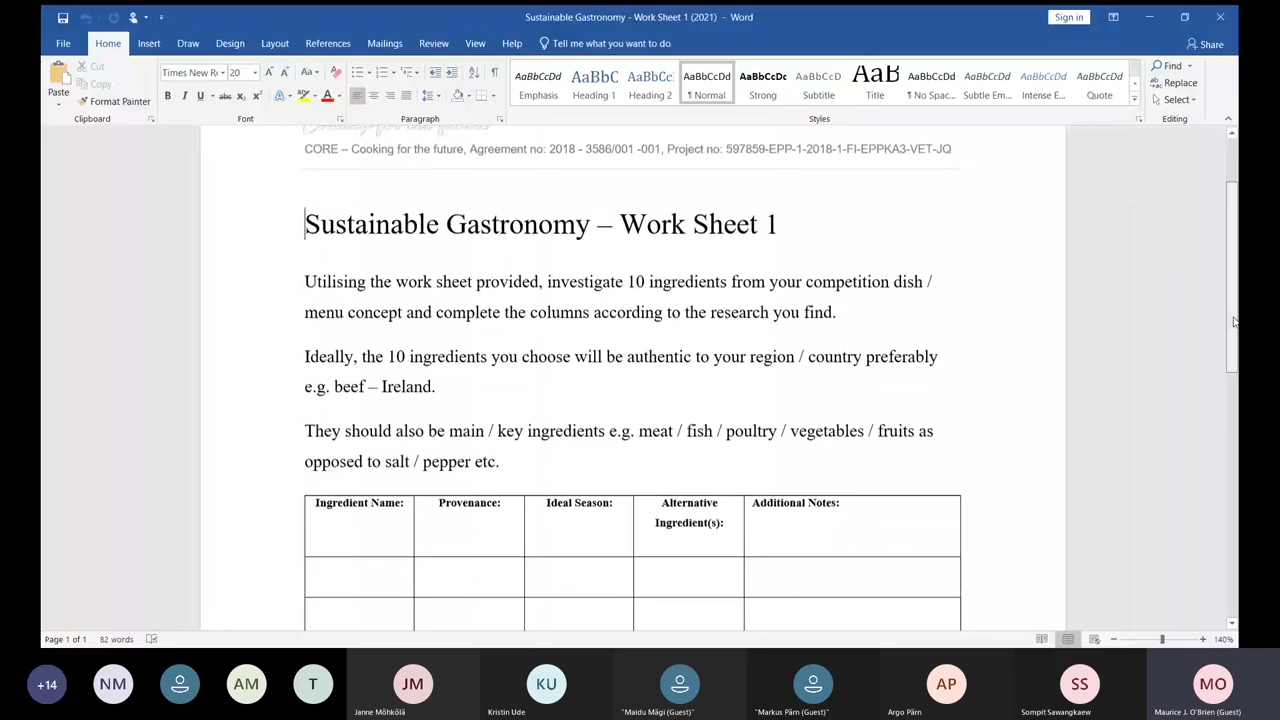 Sustainable Gastronomy - Work Sheet 1 (2021) - Word
Sign in
File Home Insert Draw Design Layout References Mailings Review View Help Tell me what you want to do
Share
Paste
Cut
Copy
Format Painter
Clipboard
Times New R 20
Aa
B I U abc x₂ x²
Font
Paragraph
AaBbCcDd AaBbC AaBbCc AaBbCcDd AaBbCcDc AaBbCcD AaB AaBbCcDd AaBbCcDd AaBbCcDd AaBbCcDd
Emphasis Heading 1 Heading 2 ¶ Normal Strong Subtitle Title ¶ No Spac... Subtle Em... Intense E... Quote
Styles
Find
Replace
Select
Editing
CORE – Cooking for the future, Agreement no: 2018 - 3586/001 -001, Project no: 597859-EPP-1-2018-1-FI-EPPKA3-VET-JQ
Sustainable Gastronomy – Work Sheet 1
Utilising the work sheet provided, investigate 10 ingredients from your competition dish /
menu concept and complete the columns according to the research you find.
Ideally, the 10 ingredients you choose will be authentic to your region / country preferably
e.g. beef – Ireland.
They should also be main / key ingredients e.g. meat / fish / poultry / vegetables / fruits as
opposed to salt / pepper etc.
Ingredient Name: Provenance: Ideal Season: Alternative Ingredient(s): Additional Notes:
Page 1 of 1 82 words
140%
+14 NM AM T JM KU AP SS MO
Janne Möhkölä Kristin Ude "Maidu Mägi (Guest)" "Markus Pärn (Guest)" Argo Pärn Sompit Sawangkaew Maurice J. O'Brien (Guest)